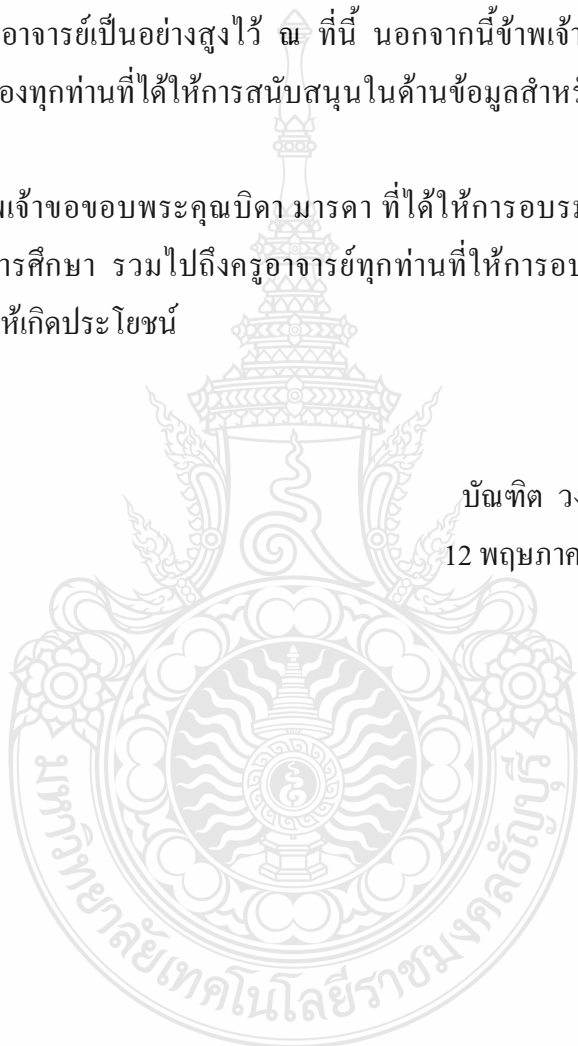 อาจารย์เป็นอย่างสูงไว้ ณ ที่นี้ นอกจากนี้ข้าพเจ้า
องทุกท่านที่ได้ให้การสนับสนุนในด้านข้อมูลสำหรั
พเจ้าขอขอบพระคุณบิดา มารดา ที่ได้ให้การอบรม
ารศึกษา รวมไปถึงครูอาจารย์ทุกท่านที่ให้การอบ
ห้เกิดประโยชน์
บัณฑิต วง
12 พฤษภาค
มหาวิทยาลัยเทคโนโลยีราชมงคลธัญบุรี